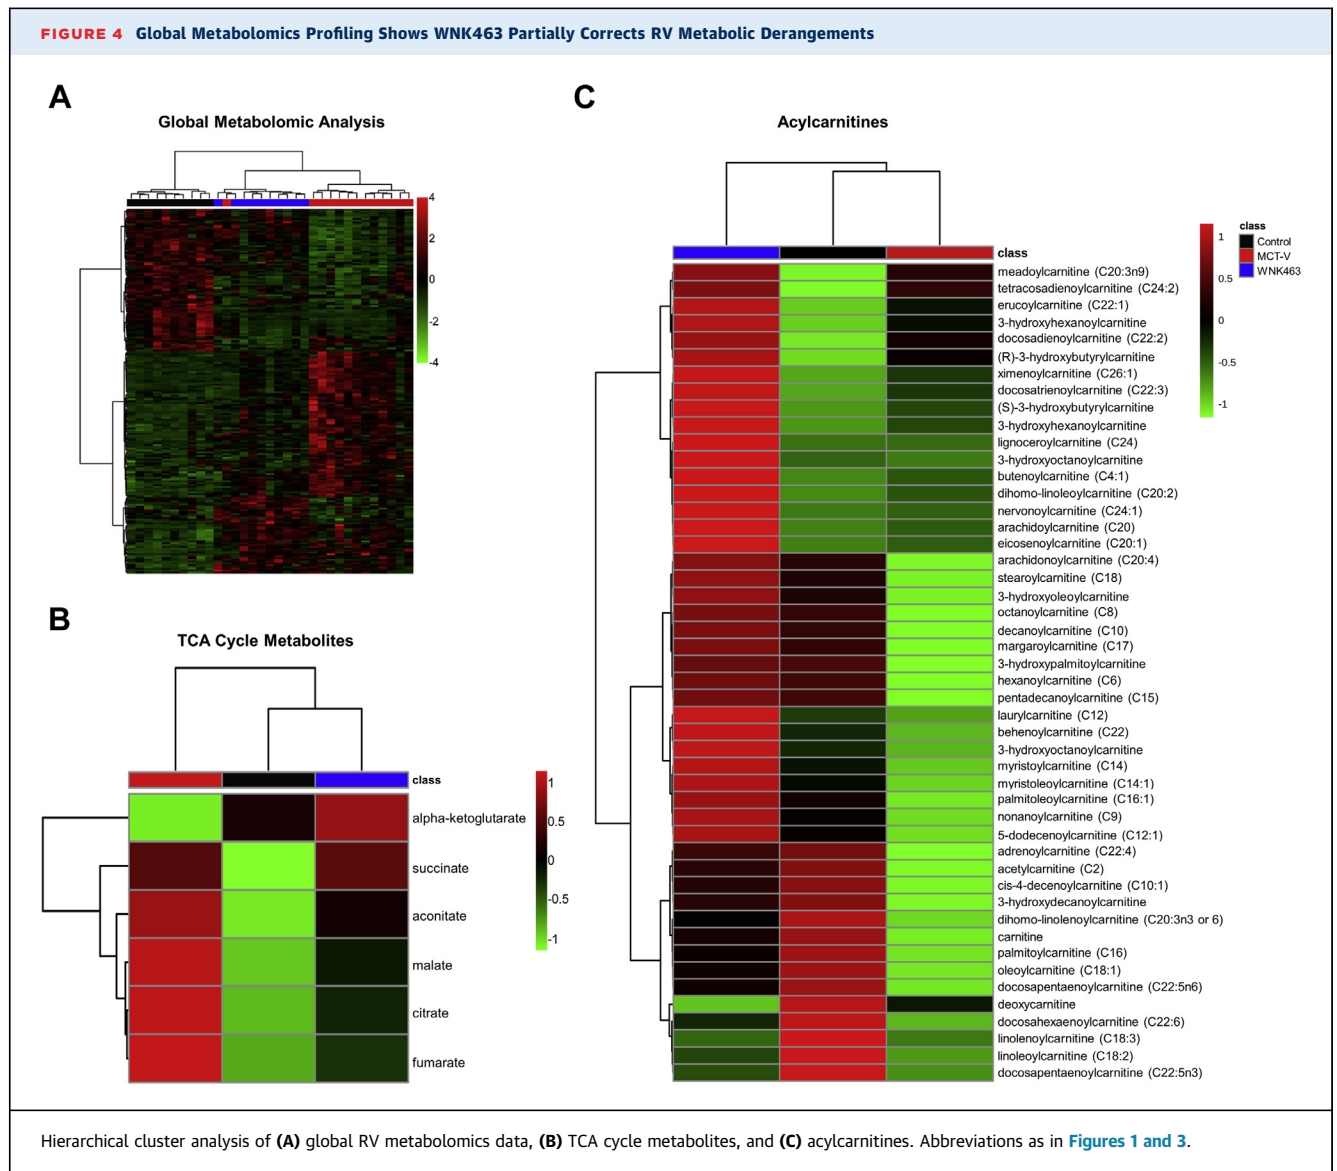 FIGURE 4 Global Metabolomics Profiling Shows WNK463 Partially Corrects RV Metabolic Derangements
A
Global Metabolomic Analysis
4
2
0
-2
-4
B
TCA Cycle Metabolites
class
alpha-ketoglutarate
succinate
aconitate
malate
citrate
fumarate
1
0.5
0
-0.5
-1
C
Acylcarnitines
class
meadoylcarnitine (C20:3n9)
tetracosadienoylcarnitine (C24:2)
erucoylcarnitine (C22:1)
3-hydroxyhexanoylcarnitine
docosadienoylcarnitine (C22:2)
(R)-3-hydroxybutyrylcarnitine
ximenoylcarnitine (C26:1)
docosatrienoylcarnitine (C22:3)
(S)-3-hydroxybutyrylcarnitine
3-hydroxyhexanoylcarnitine
lignoceroylcarnitine (C24)
3-hydroxyoctanoylcarnitine
butenoylcarnitine (C4:1)
dihomo-linoleoylcarnitine (C20:2)
nervonoylcarnitine (C24:1)
arachidoylcarnitine (C20)
eicosenoylcarnitine (C20:1)
arachidonoylcarnitine (C20:4)
stearoylcarnitine (C18)
3-hydroxyoleoylcarnitine
octanoylcarnitine (C8)
decanoylcarnitine (C10)
margaroylcarnitine (C17)
3-hydroxypalmitoylcarnitine
hexanoylcarnitine (C6)
pentadecanoylcarnitine (C15)
laurylcarnitine (C12)
behenoylcarnitine (C22)
3-hydroxyoctanoylcarnitine
myristoylcarnitine (C14)
myristoleoylcarnitine (C14:1)
palmitoleoylcarnitine (C16:1)
nonanoylcarnitine (C9)
5-dodecenoylcarnitine (C12:1)
adrenoylcarnitine (C22:4)
acetylcarnitine (C2)
cis-4-decenoylcarnitine (C10:1)
3-hydroxydecanoylcarnitine
dihomo-linolenoylcarnitine (C20:3n3 or 6)
carnitine
palmitoylcarnitine (C16)
oleoylcarnitine (C18:1)
docosapentaenoylcarnitine (C22:5n6)
deoxycarnitine
docosahexaenoylcarnitine (C22:6)
linolenoylcarnitine (C18:3)
linoleoylcarnitine (C18:2)
docosapentaenoylcarnitine (C22:5n3)
1
0.5
0
-0.5
-1
class
Control
MCT-V
WNK463
Hierarchical cluster analysis of (A) global RV metabolomics data, (B) TCA cycle metabolites, and (C) acylcarnitines. Abbreviations as in Figures 1 and 3.